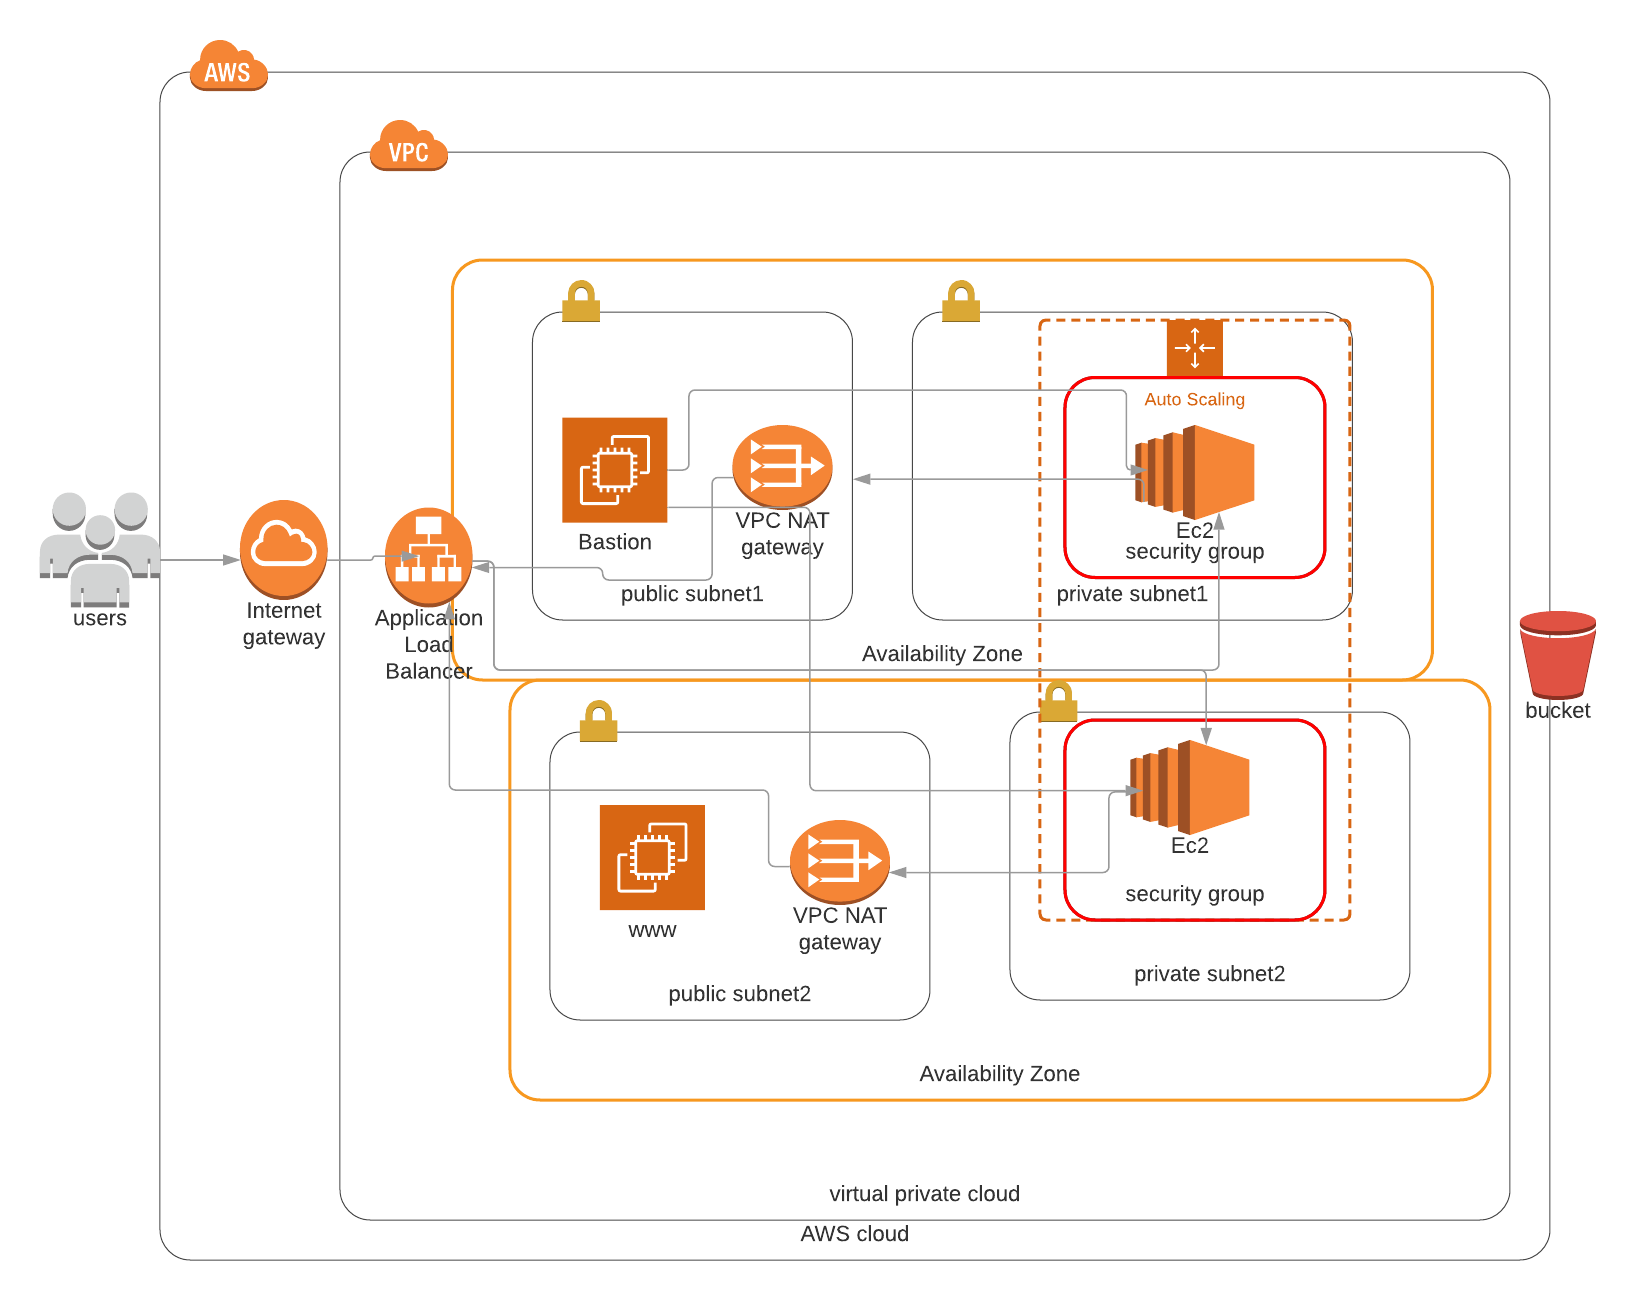 AWS
VPC
Auto Scaling
Bastion
VPC NAT
gateway
Ec2
security group
public subnet1
private subnet1
users
Internet
gateway
Application
Load
Balancer
Availability Zone
bucket
www
VPC NAT
gateway
Ec2
security group
public subnet2
private subnet2
Availability Zone
virtual private cloud
AWS cloud